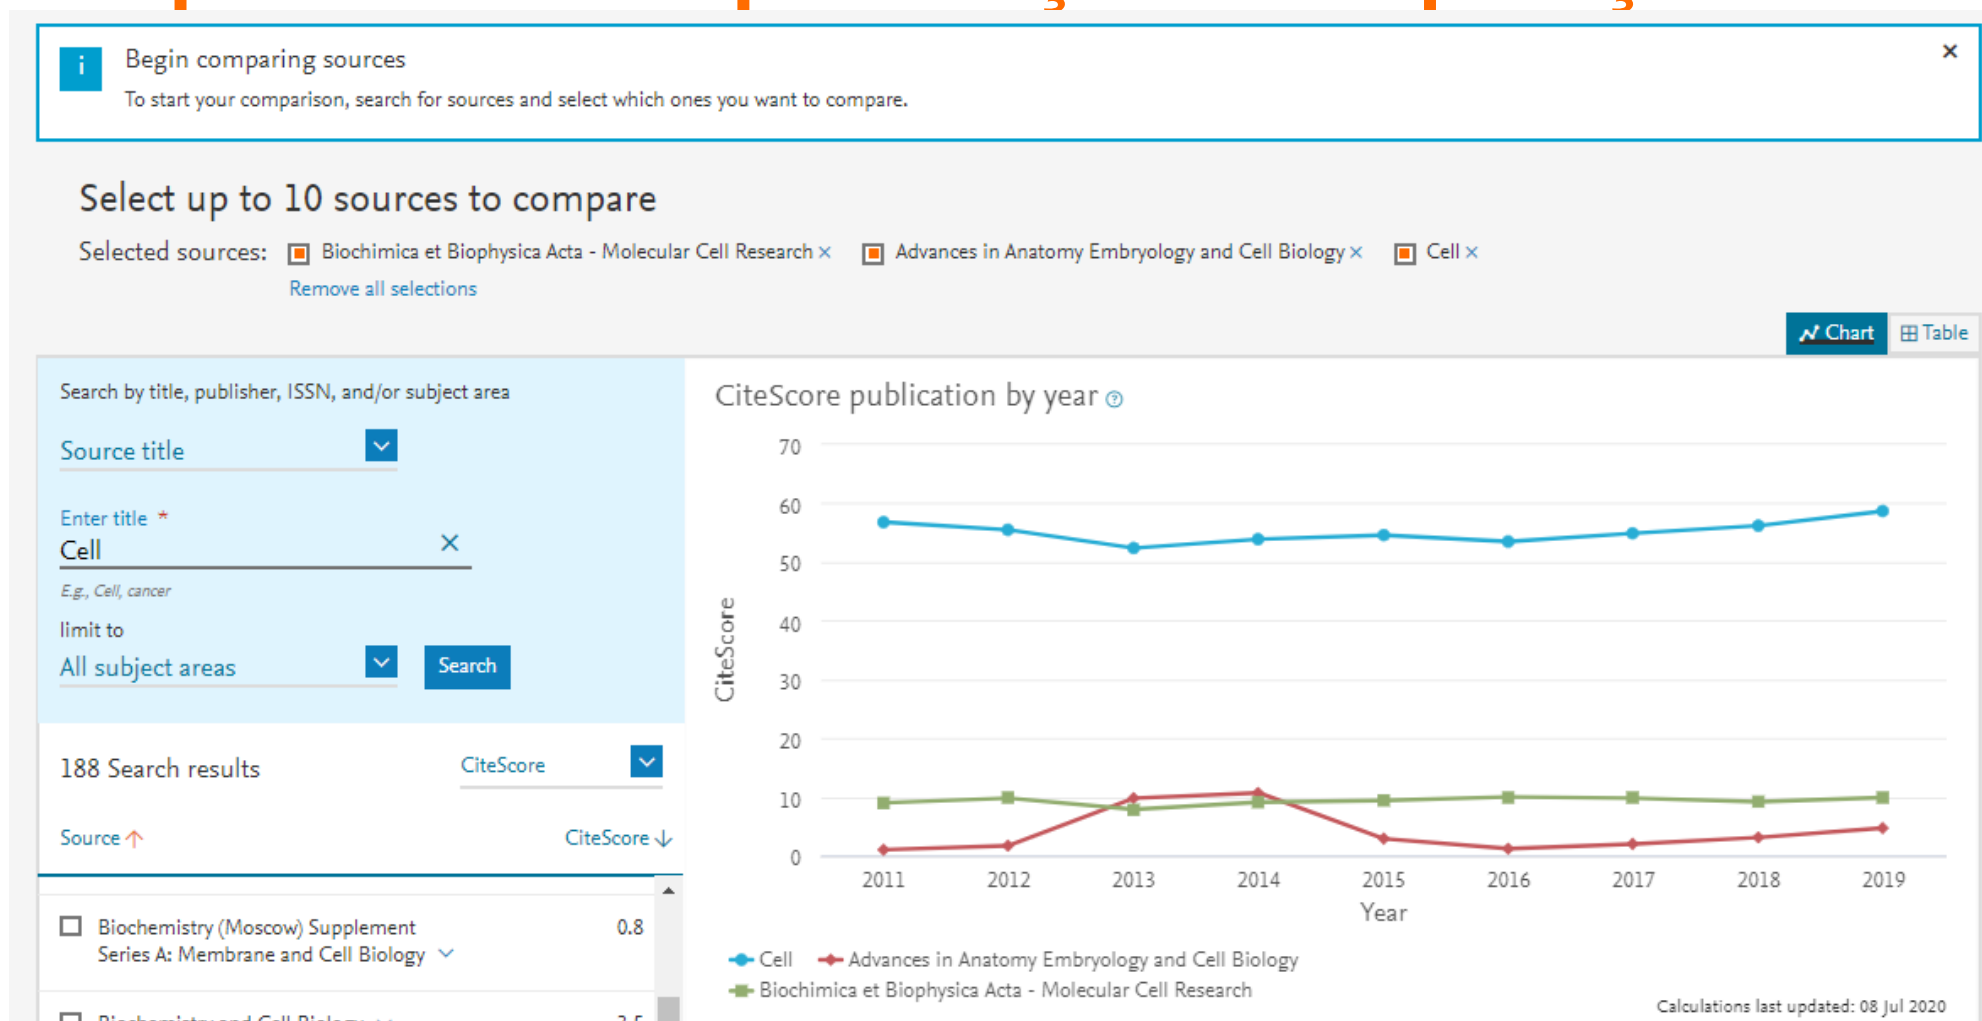 Begin comparing sources
To start your comparison, search for sources and select which ones you want to compare.
Select up to 10 sources to compare
Selected sources: Biochimica et Biophysica Acta - Molecular Cell Research × Advances in Anatomy Embryology and Cell Biology × Cell ×
Remove all selections
Chart Table
Search by title, publisher, ISSN, and/or subject area
Source title
Enter title *
Cell
E.g., Cell, cancer
limit to
All subject areas
Search
188 Search results
CiteScore
Source CiteScore
Biochemistry (Moscow) Supplement 0.8
Series A: Membrane and Cell Biology
Biochemistry and Cell Biology
CiteScore publication by year
70
60
50
40
30
20
10
0
CiteScore
2011 2012 2013 2014 2015 2016 2017 2018 2019
Year
Cell Advances in Anatomy Embryology and Cell Biology
Biochimica et Biophysica Acta - Molecular Cell Research
Calculations last updated: 08 Jul 2020